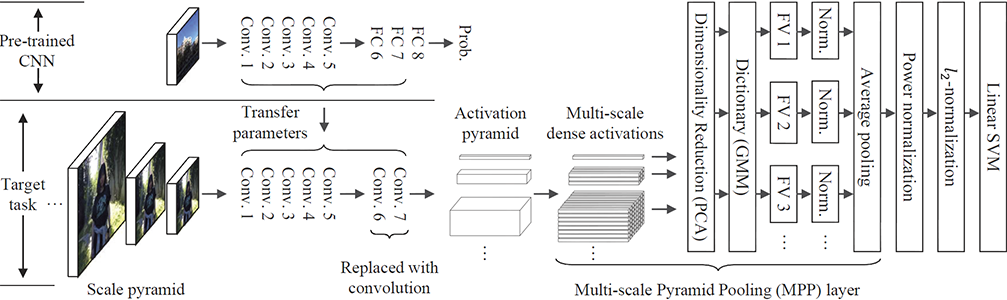 Pre-trained
CNN
Conv. 1
Conv. 2
Conv. 3
Conv. 4
Conv. 5
FC 6
FC 7
FC 8
Prob.
Transfer
parameters
Target
task
...
Scale pyramid
Conv. 1
Conv. 2
Conv. 3
Conv. 4
Conv. 5
Conv. 6
Conv. 7
Replaced with
convolution
Activation
pyramid
...
Multi-scale
dense activations
...
Dimensionality Reduction (PCA)
Dictionary (GMM)
FV 1
Norm.
FV 2
Norm.
FV 3
Norm.
...
...
Average pooling
Multi-scale Pyramid Pooling (MPP) layer
Power normalization
l2-normalization
Linear SVM